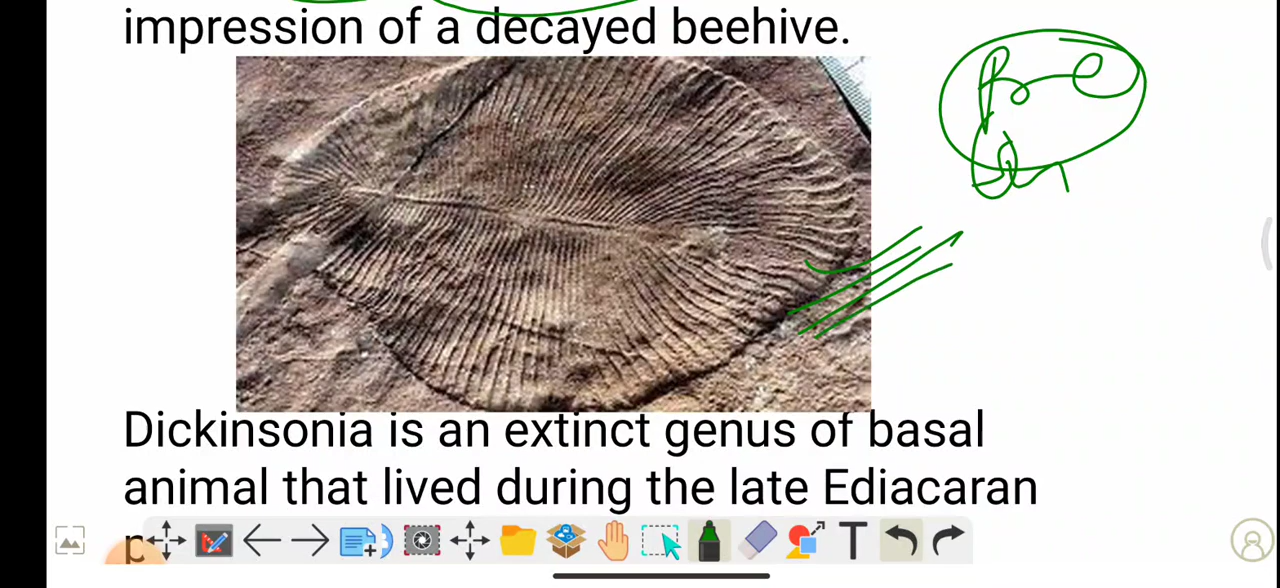 impression of a decayed beehive.
Dickinsonia is an extinct genus of basal
animal that lived during the late Ediacaran
T